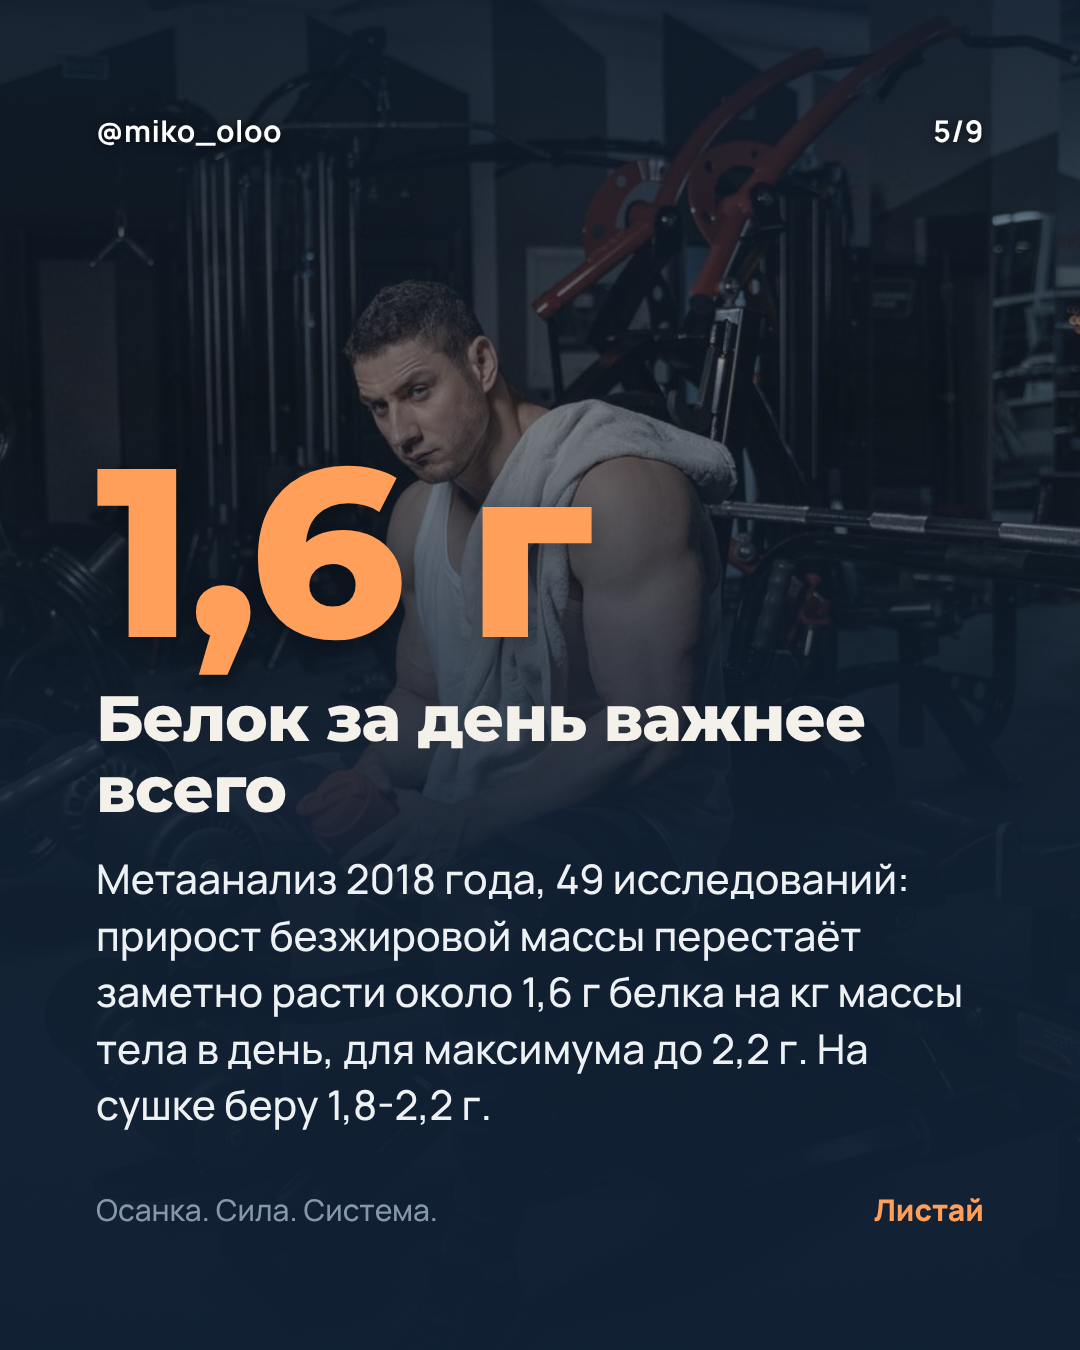 @miko_oloo
5/9
1,6 г
Белок за день важнее
всего
Метаанализ 2018 года, 49 исследований:
прирост безжировой массы перестаёт
заметно расти около 1,6 г белка на кг массы
тела в день, для максимума до 2,2 г. На
сушке беру 1,8-2,2 г.
Осанка. Сила. Система.
Листай